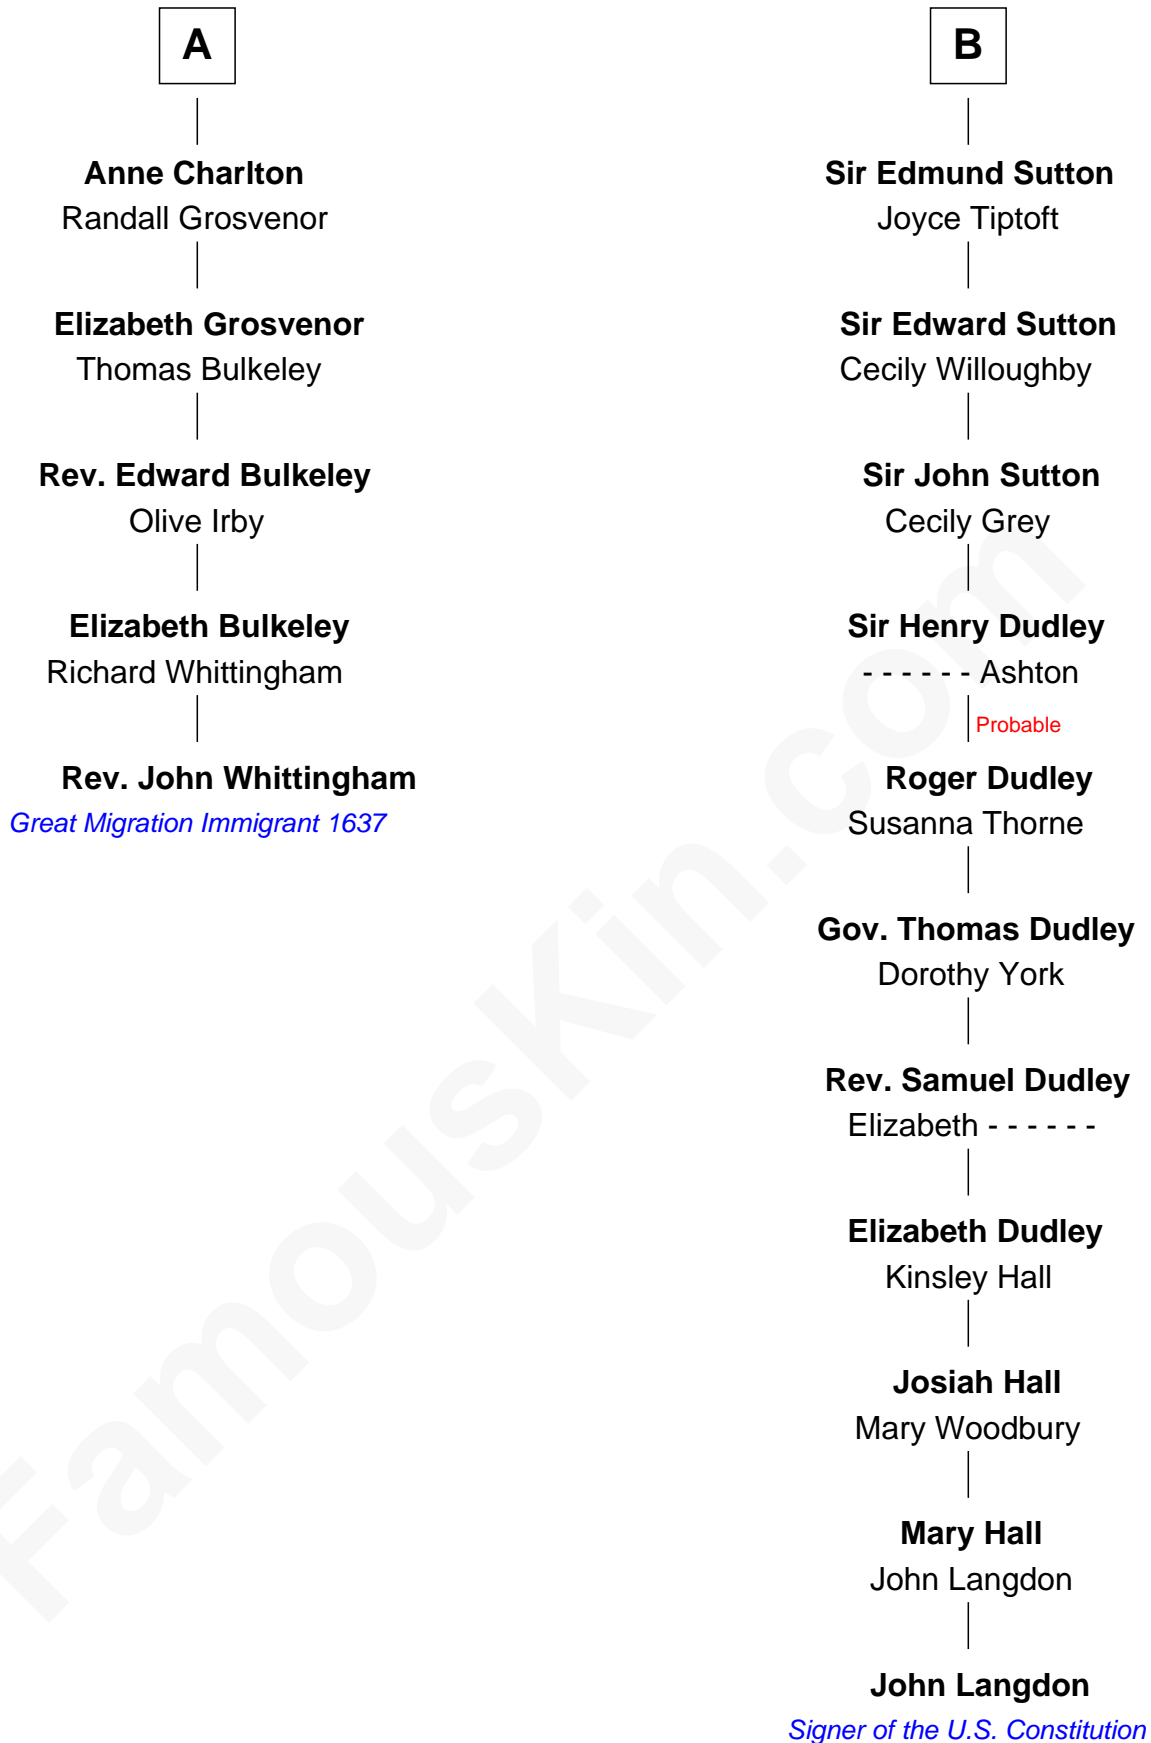 A
Anne Charlton
Randall Grosvenor
Elizabeth Grosvenor
Thomas Bulkeley
Rev. Edward Bulkeley
Olive Irby
Elizabeth Bulkeley
Richard Whittingham
Rev. John Whittingham
Great Migration Immigrant 1637
B
Sir Edmund Sutton
Joyce Tiptoft
Sir Edward Sutton
Cecily Willoughby
Sir John Sutton
Cecily Grey
Sir Henry Dudley
- - - - - - Ashton
Probable
Roger Dudley
Susanna Thorne
Gov. Thomas Dudley
Dorothy York
Rev. Samuel Dudley
Elizabeth - - - - - -
Elizabeth Dudley
Kinsley Hall
Josiah Hall
Mary Woodbury
Mary Hall
John Langdon
John Langdon
Signer of the U.S. Constitution
FamousKin.com